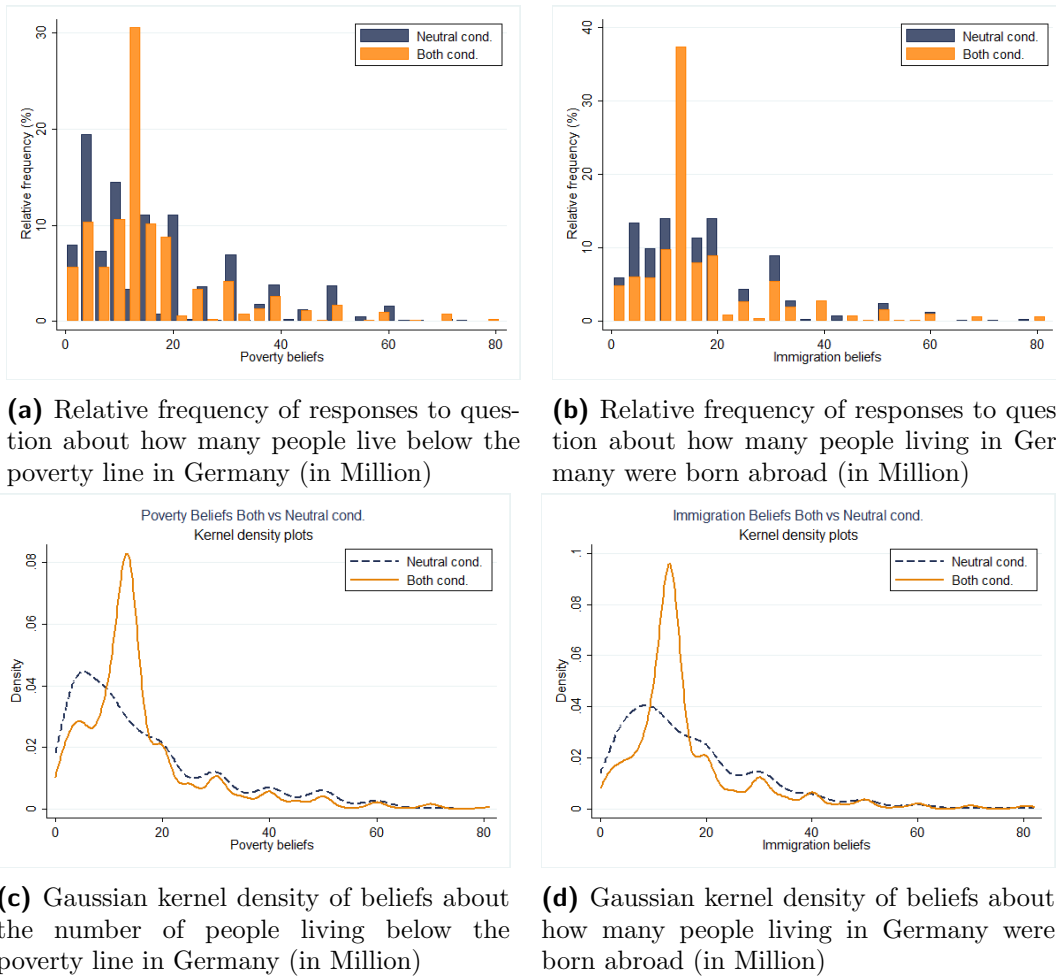 Neutral cond.
Both cond.
Relative frequency (%)
30
20
10
0
0 20 40 60 80
Poverty beliefs
Neutral cond.
Both cond.
Relative frequency (%)
40
30
20
10
0
0 20 40 60 80
Immigration beliefs
(a) Relative frequency of responses to ques-
tion about how many people live below the
poverty line in Germany (in Million)
(b) Relative frequency of responses to ques
tion about how many people living in Ger
many were born abroad (in Million)
Poverty Beliefs Both vs Neutral cond.
Kernel density plots
Neutral cond.
Both cond.
Density
.08
.06
.04
.02
0
0 20 40 60 80
Poverty beliefs
Immigration Beliefs Both vs Neutral cond.
Kernel density plots
Neutral cond.
Both cond.
Density
.1
.08
.06
.04
.02
0
0 20 40 60 80
Immigration beliefs
(c) Gaussian kernel density of beliefs about
the number of people living below the
poverty line in Germany (in Million)
(d) Gaussian kernel density of beliefs about
how many people living in Germany were
born abroad (in Million)